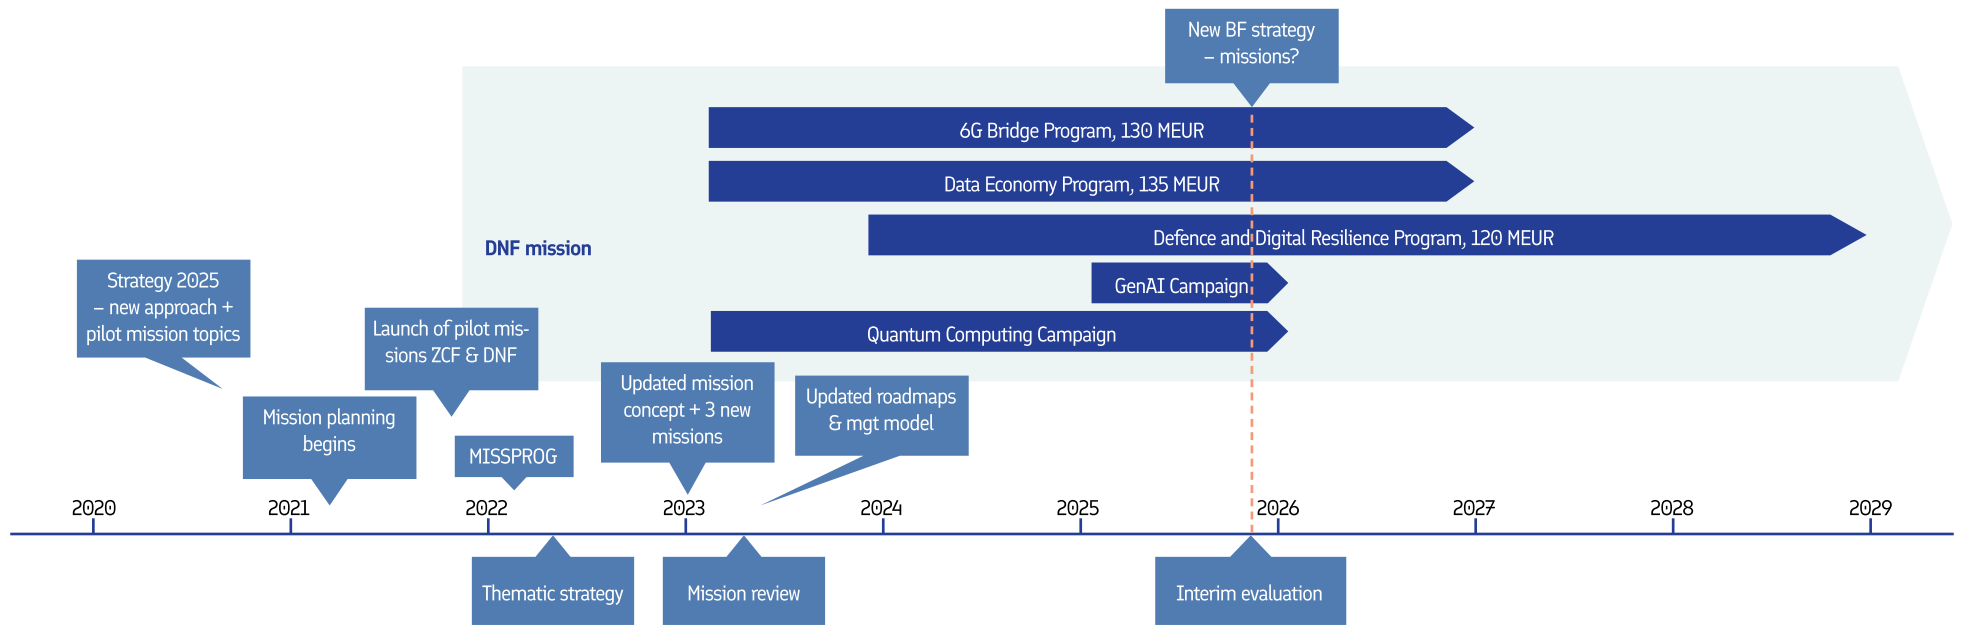 New BF strategy
– missions?
6G Bridge Program, 130 MEUR
Data Economy Program, 135 MEUR
Defence and Digital Resilience Program, 120 MEUR
DNF mission
GenAI Campaign
Quantum Computing Campaign
Strategy 2025
– new approach +
pilot mission topics
Launch of pilot mis-
sions ZCF & DNF
Mission planning
begins
MISSPROG
Updated mission
concept + 3 new
missions
Updated roadmaps
& mgt model
2020
2021
2022
2023
2024
2025
2026
2027
2028
2029
Thematic strategy
Mission review
Interim evaluation